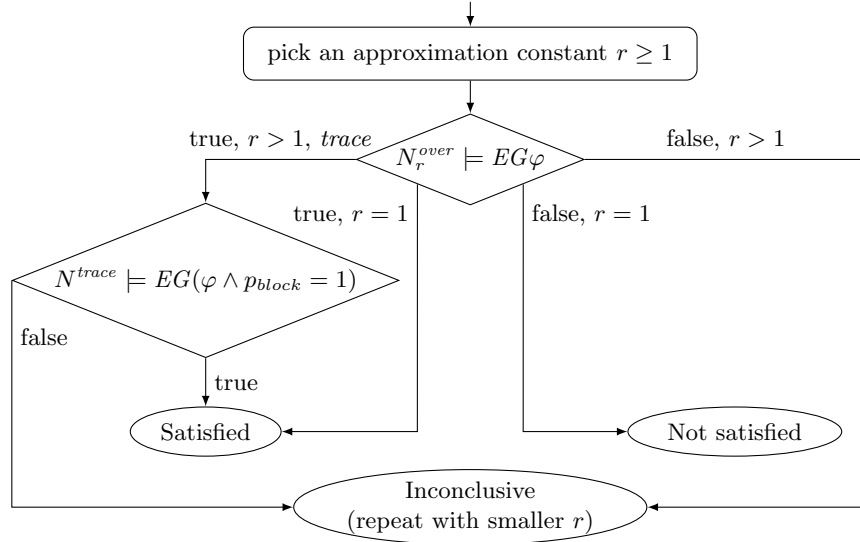 pick an approximation constant r ≥ 1
true, r > 1, trace
false, r > 1
N_r^{over} ⊨ EGφ
true, r = 1
false, r = 1
N^{trace} ⊨ EG(φ ∧ p_{block} = 1)
false
true
Satisfied
Not satisfied
Inconclusive
(repeat with smaller r)